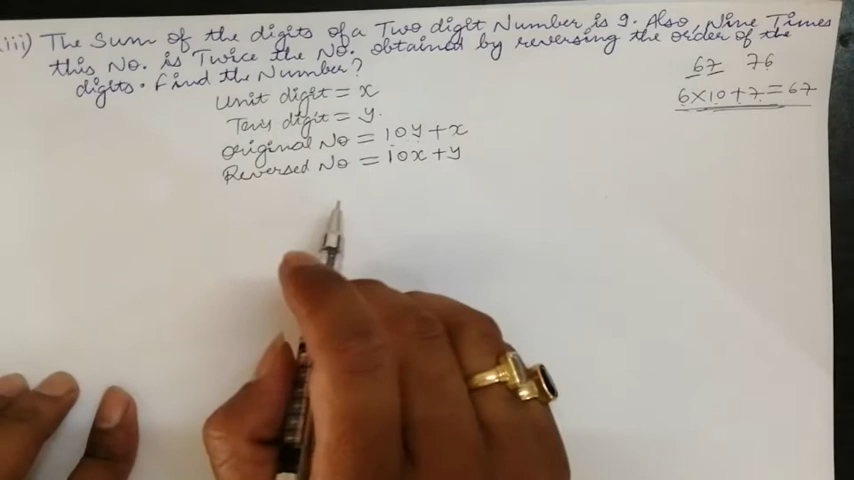 iii) The Sum of the digits of a Two digit Number is 9. Also, Nine Times
this No. is Twice the No. obtained by reversing the order of the
digits. Find the Number?
67 76
6×10+7=67
Unit digit = x
Ten's digit = y.
Original No = 10y+x
Reversed No = 10x+y